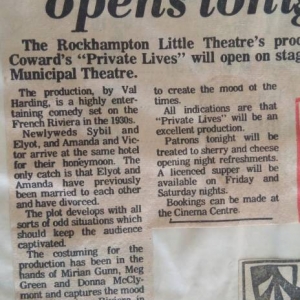 opens tonig
The Rockhampton Little Theatre's proc
Coward's "Private Lives" will open on stag
Municipal Theatre.
The production, by Val
Harding, is a highly enter-
taining comedy set on the
French Riviera in the 1930s.
Newlyweds Sybil and
Elyot, and Amanda and Vic-
tor arrive at the same hotel
for their honeymoon. The
only catch is that Elyot and
Amanda have previously
been married to each other
and have divorced.
The plot develops with all
sorts of odd situations which
should keep the audience
captivated.
The costuming for the
production has been in the
hands of Mirian Gunn, Meg
Green and Donna McCly-
mont and captures the mood
Riviera in
to create the mood of the
times.
All indications are that
"Private Lives" will be an
excellent production.
Patrons tonight will be
treated to sherry and cheese
opening night refreshments.
A licenced supper will be
available on Friday and
Saturday nights.
Bookings can be made at
the Cinema Centre.